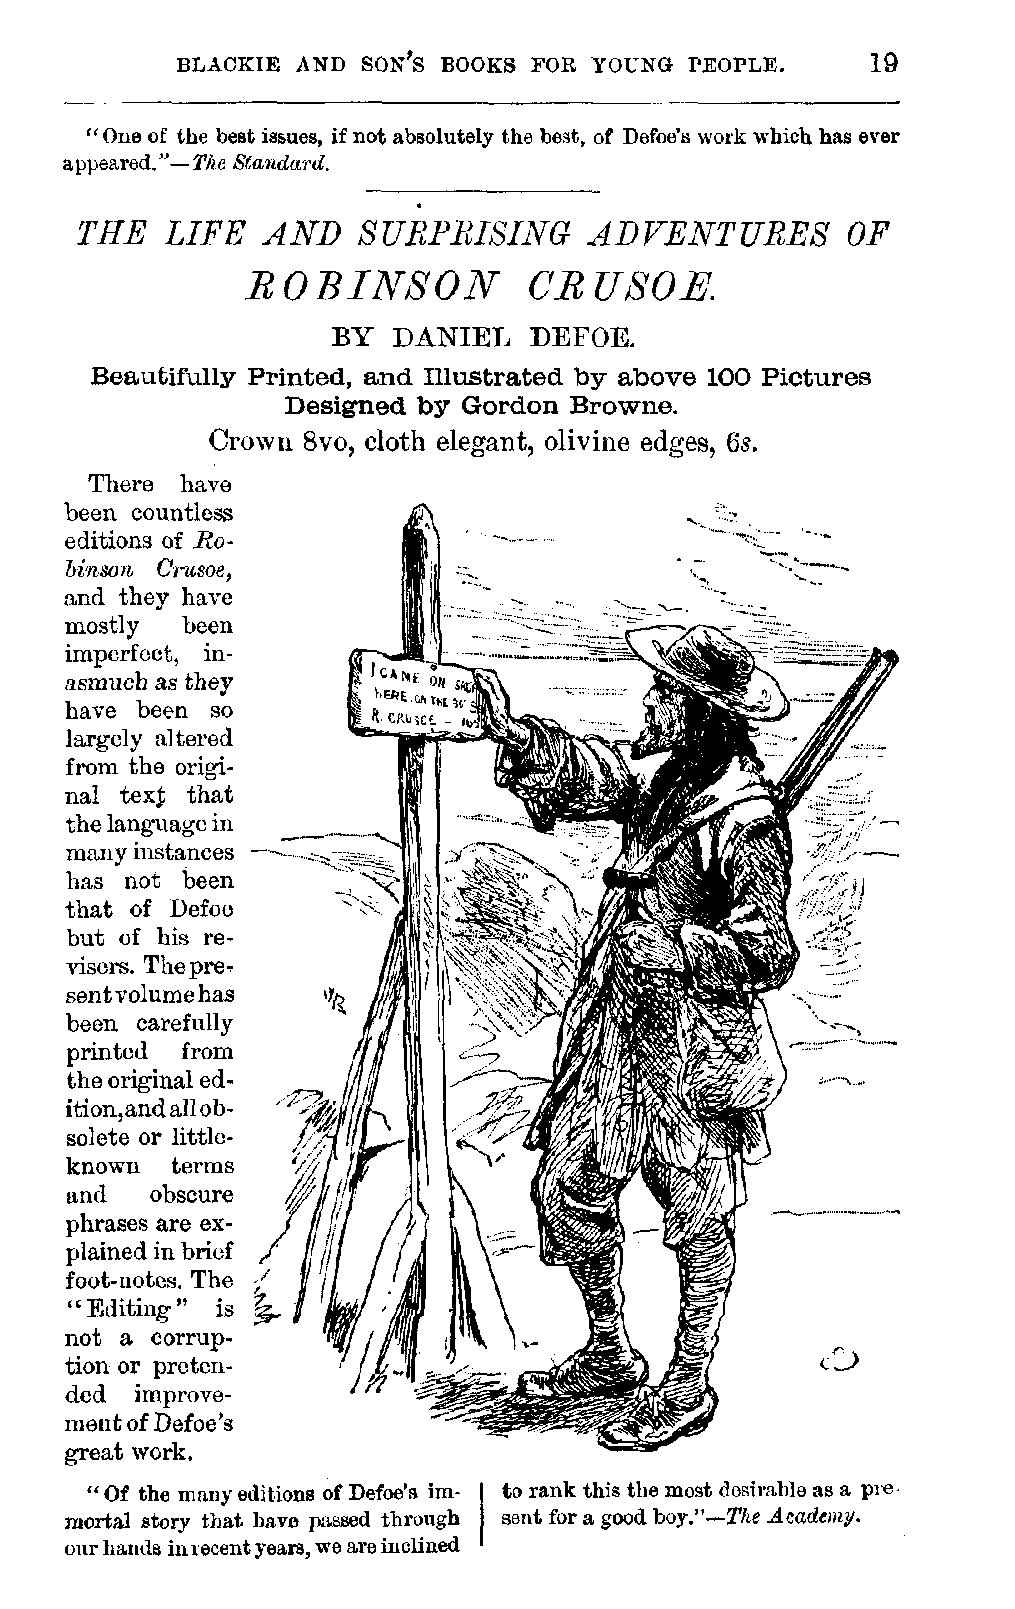 BLACKIE AND SON'S BOOKS FOR YOUNG PEOPLE. 19
"One of the best issues, if not absolutely the best, of Defoe's work which has ever
appeared."—The Standard.
THE LIFE AND SURPRISING ADVENTURES OF
ROBINSON CRUSOE.
BY DANIEL DEFOE.
Beautifully Printed, and Illustrated by above 100 Pictures
Designed by Gordon Browne.
Crown 8vo, cloth elegant, olivine edges, 6s.
There have
been countless
editions of Ro-
binson Crusoe,
and they have
mostly been
imperfect, in-
asmuch as they
have been so
largely altered
from the origi-
nal text that
the language in
many instances
has not been
that of Defoe
but of his re-
visers. The pre-
sent volume has
been carefully
printed from
the original ed-
ition, and all ob-
solete or little-
known terms
and obscure
phrases are ex-
plained in brief
foot-notes. The
"Editing" is
not a corrup-
tion or preten-
ded improve-
ment of Defoe's
great work.
I CAME ON
HERE ON THE
R. CRUSOE
"Of the many editions of Defoe's im-
mortal story that have passed through
our hands in recent years, we are inclined
to rank this the most desirable as a pre-
sent for a good boy."—The Academy.